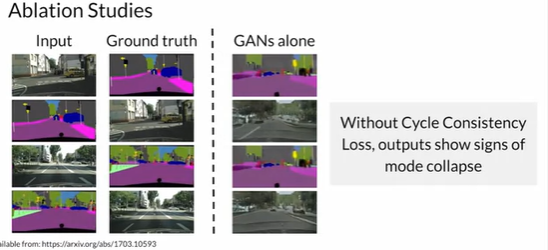 Ablation Studies
Input
Ground truth
GANs alone
Without Cycle Consistency
Loss, outputs show signs of
mode collapse
ailable from: https://arxiv.org/abs/1703.10593